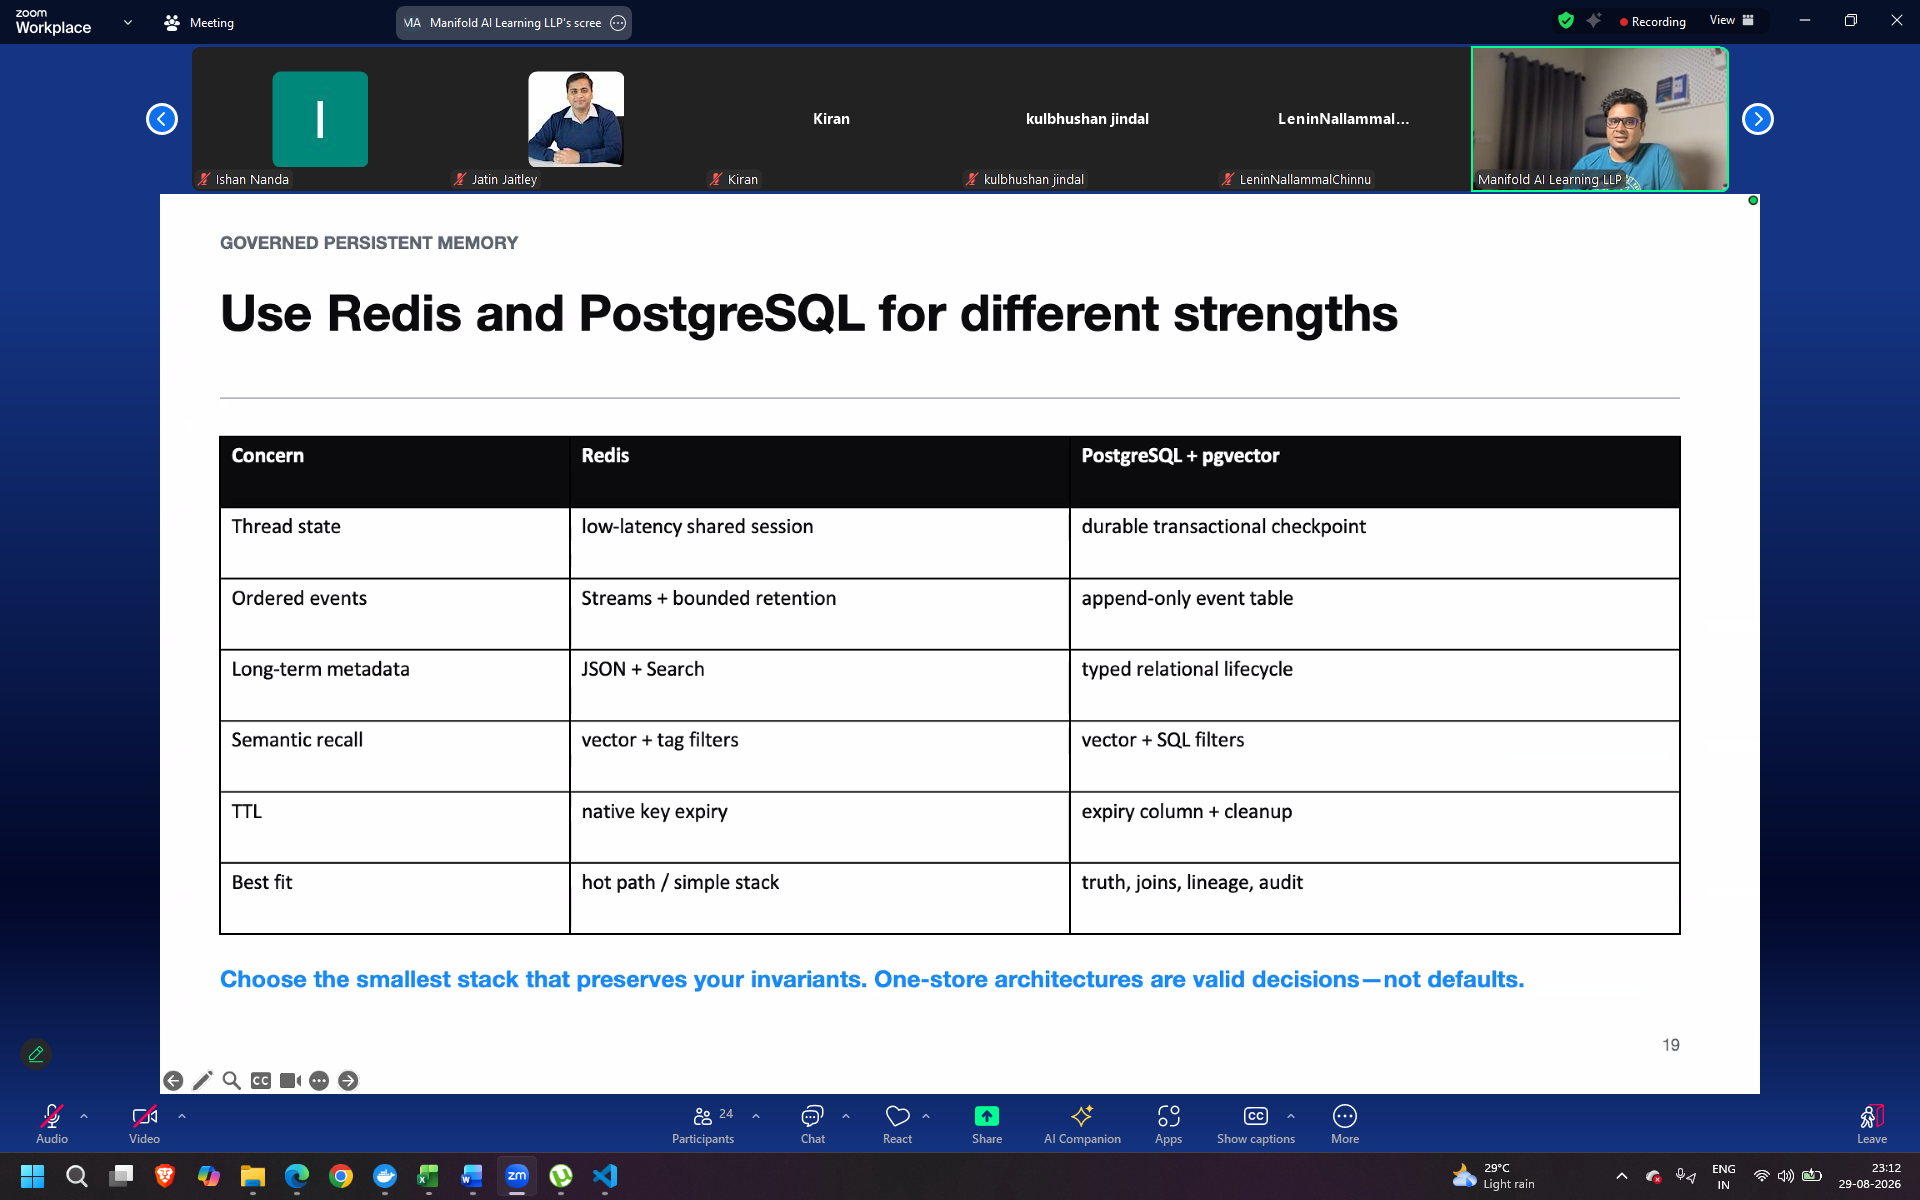 zoom
Workplace
Meeting
MA Manifold AI Learning LLP's scree
Recording
View
I
Ishan Nanda
Jatin Jaitley
Kiran
Kiran
kulbhushan jindal
kulbhushan jindal
LeninNallammal...
LeninNallammalChinnu
Manifold AI Learning LLP
GOVERNED PERSISTENT MEMORY
Use Redis and PostgreSQL for different strengths
Concern Redis PostgreSQL + pgvector
Thread state low-latency shared session durable transactional checkpoint
Ordered events Streams + bounded retention append-only event table
Long-term metadata JSON + Search typed relational lifecycle
Semantic recall vector + tag filters vector + SQL filters
TTL native key expiry expiry column + cleanup
Best fit hot path / simple stack truth, joins, lineage, audit
Choose the smallest stack that preserves your invariants. One-store architectures are valid decisions—not defaults.
19
CC
Audio
Video
24
Participants
Chat
React
Share
AI Companion
Apps
CC
Show captions
More
Leave
zm
29°C
Light rain
ENG
IN
23:12
29-08-2026